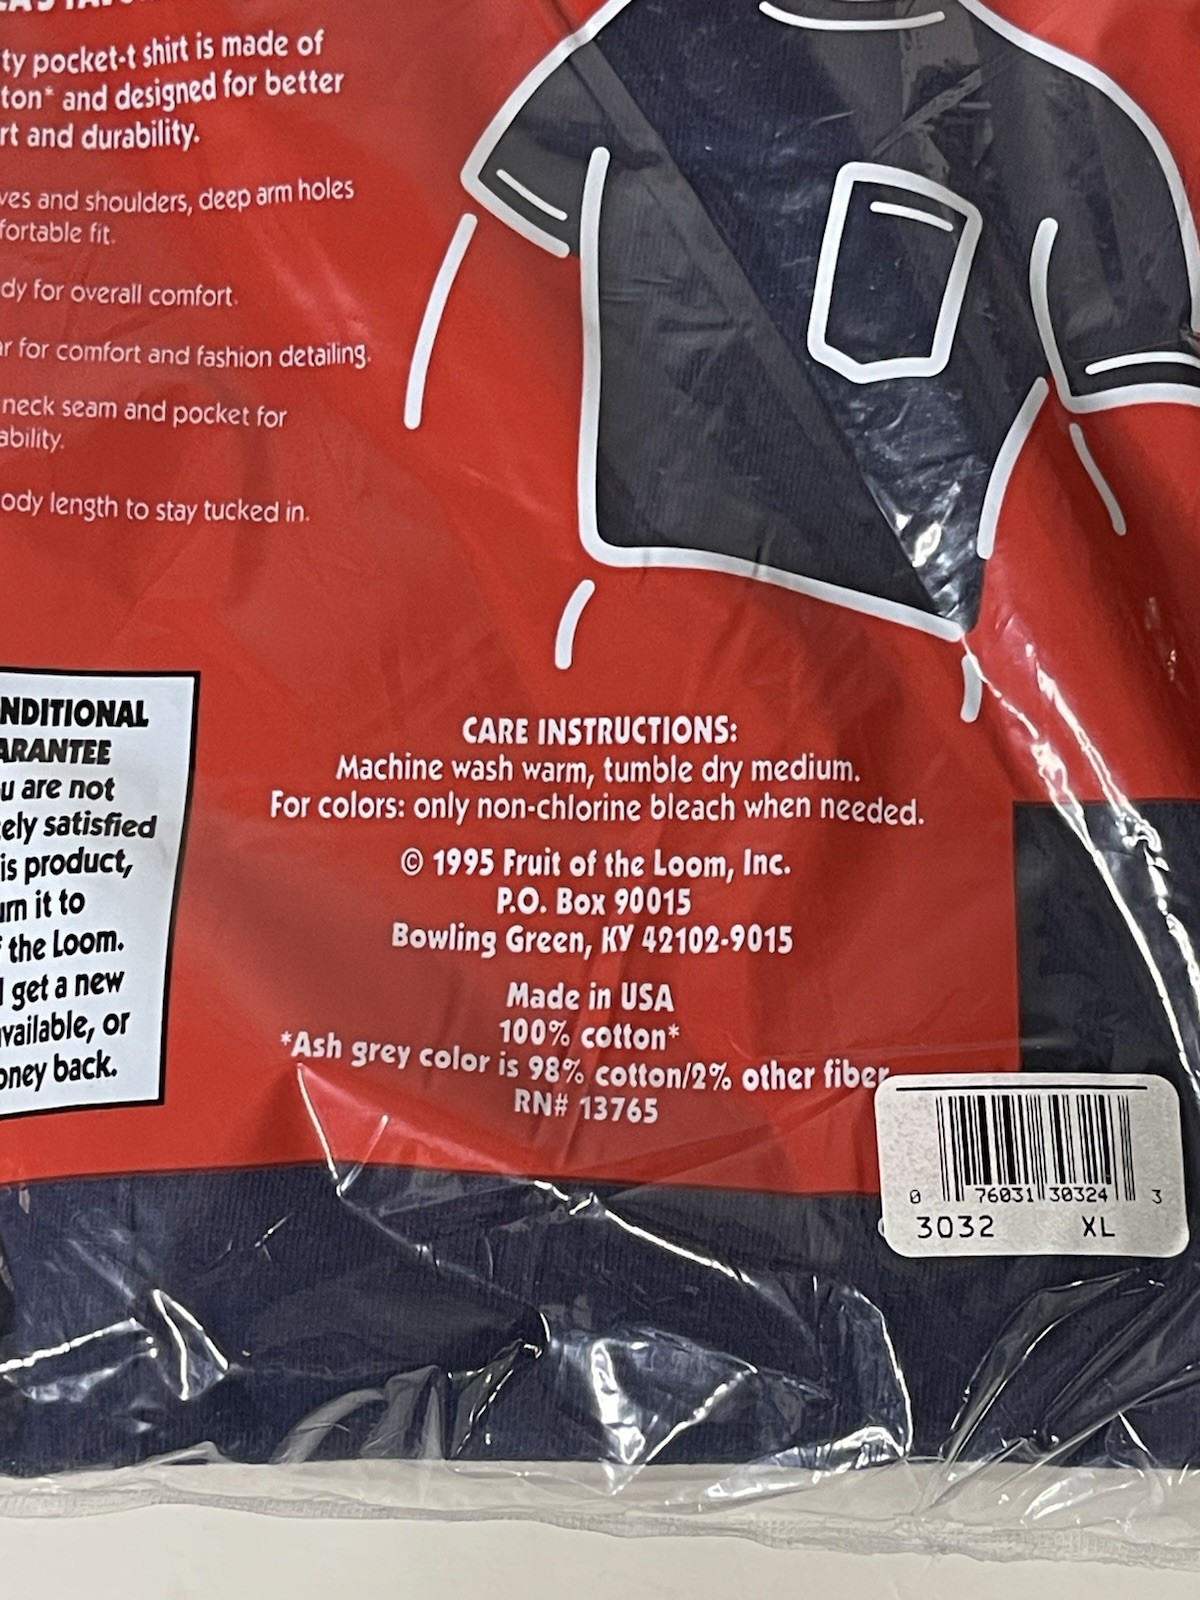 ty pocket-t shirt is made of
ton* and designed for better
rt and durability.
ves and shoulders, deep arm holes
fortable fit.
dy for overall comfort.
ar for comfort and fashion detailing.
neck seam and pocket for
ability.
ody length to stay tucked in.
NDITIONAL
ARANTEE
u are not
ely satisfied
is product,
urn it to
the Loom.
l get a new
vailable, or
oney back.
CARE INSTRUCTIONS:
Machine wash warm, tumble dry medium.
For colors: only non-chlorine bleach when needed.
© 1995 Fruit of the Loom, Inc.
P.O. Box 90015
Bowling Green, KY 42102-9015
Made in USA
100% cotton*
*Ash grey color is 98% cotton/2% other fiber
RN# 13765
0 76031 30324 3
3032 XL